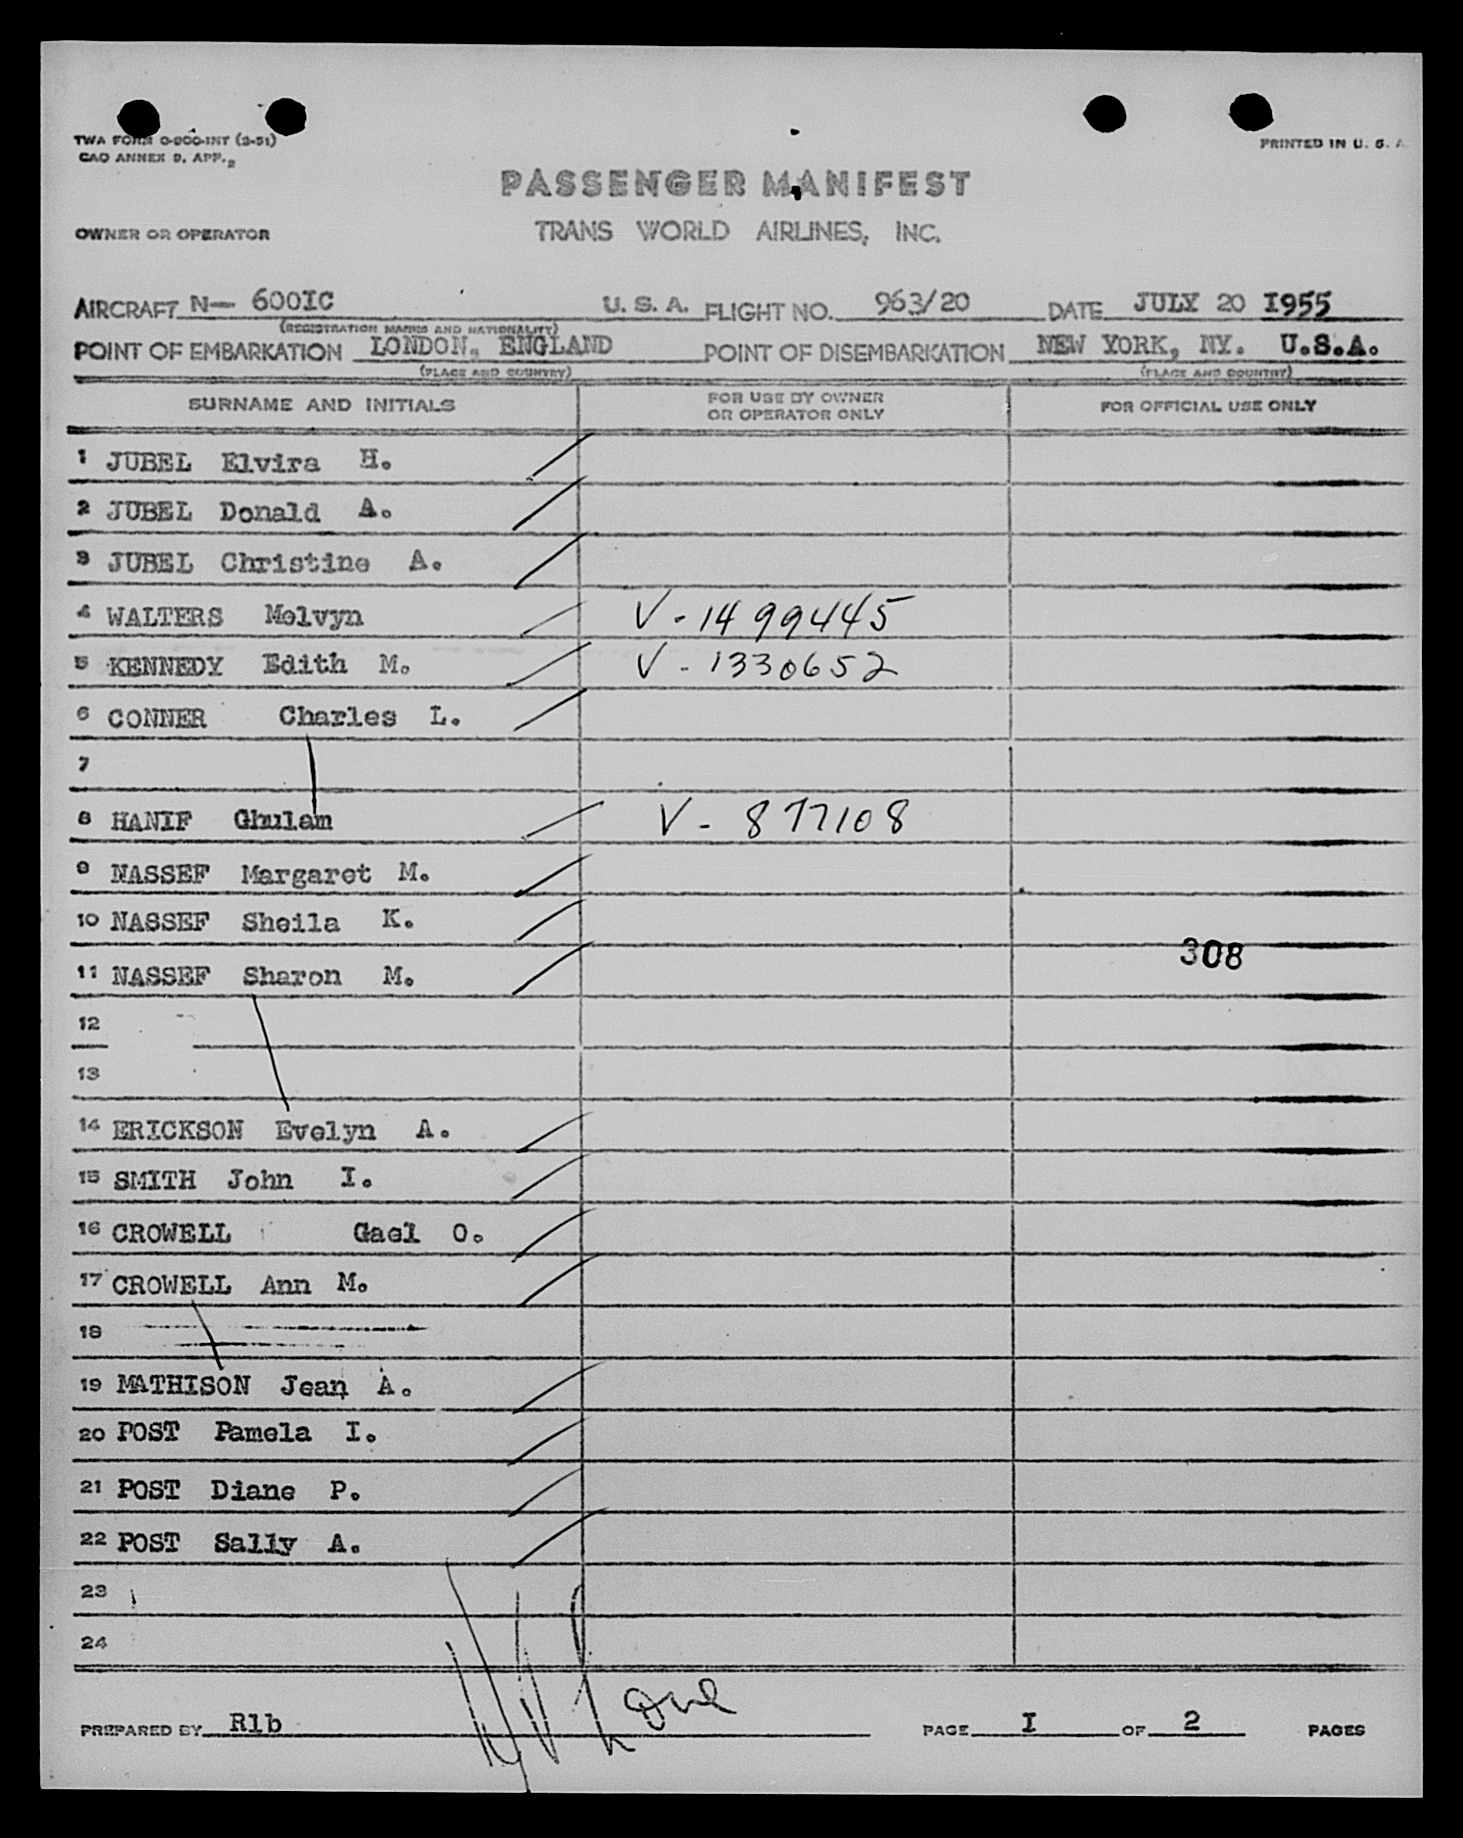 TWA FORM O-900-INT (3-51)
CAO ANNEX 9, APP. 2
PRINTED IN U. S. A
PASSENGER MANIFEST
OWNER OR OPERATOR TRANS WORLD AIRLINES, INC.
AIRCRAFT N- 600IC U. S. A. FLIGHT NO. 963/20 DATE JULY 20 I955
(REGISTRATION MARKS AND NATIONALITY)
POINT OF EMBARKATION LONDON, ENGLAND POINT OF DISEMBARKATION NEW YORK, NY. U.S.A.
(PLACE AND COUNTRY) (PLACE AND COUNTRY)
SURNAME AND INITIALS FOR USE BY OWNER OR OPERATOR ONLY FOR OFFICIAL USE ONLY
1 JUBEL Elvira H.
2 JUBEL Donald A.
3 JUBEL Christine A.
4 WALTERS Melvyn V-1499445
5 KENNEDY Edith M. V-1330652
6 CONNER Charles L.
7
8 HANIF Ghulam V-877108
9 NASSEF Margaret M.
10 NASSEF Sheila K.
308
11 NASSEF Sharon M.
12
13
14 ERICKSON Evelyn A.
15 SMITH John I.
16 CROWELL Gael O.
17 CROWELL Ann M.
18
19 MATHISON Jean A.
20 POST Pamela I.
21 POST Diane P.
22 POST Sally A.
23
24
PREPARED BY Rlb PAGE I OF 2 PAGES